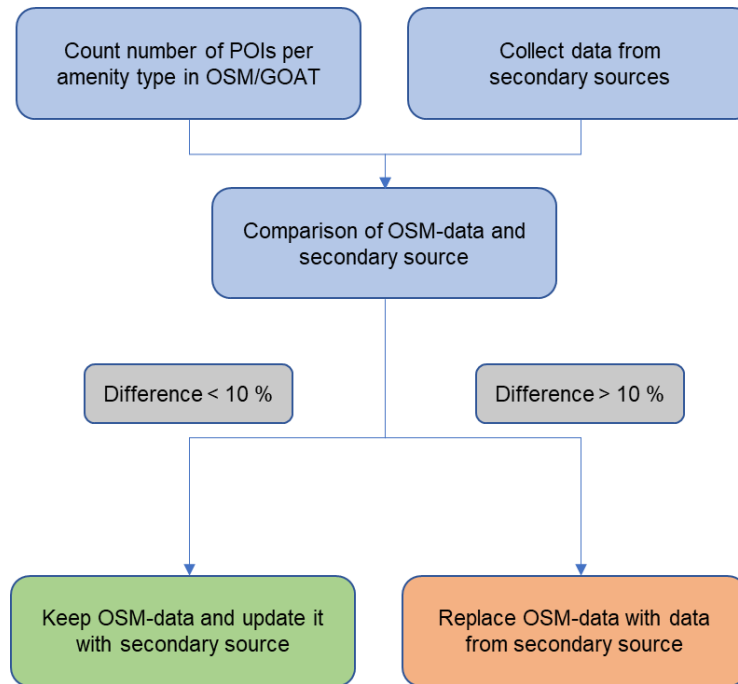 Count number of POIs per
amenity type in OSM/GOAT
Collect data from
secondary sources
Comparison of OSM-data and
secondary source
Difference < 10 %
Difference > 10 %
Keep OSM-data and update it
with secondary source
Replace OSM-data with data
from secondary source